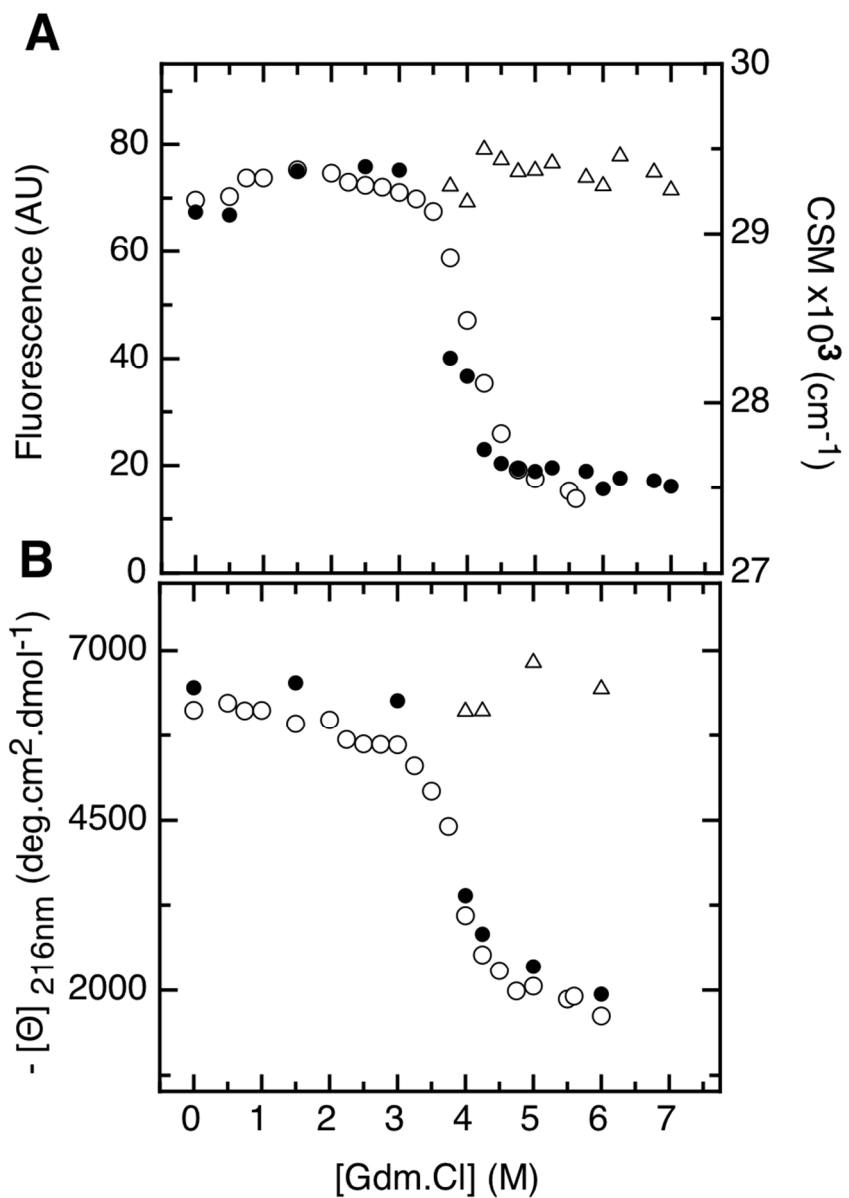 A
30
80
60
40
20
0
Fluorescence (AU)
29
28
27
CSM x10³ (cm⁻¹)
B
7000
4500
2000
- [Θ] ₂₁₆ₙₘ (deg.cm².dmol⁻¹)
0 1 2 3 4 5 6 7
[Gdm.Cl] (M)